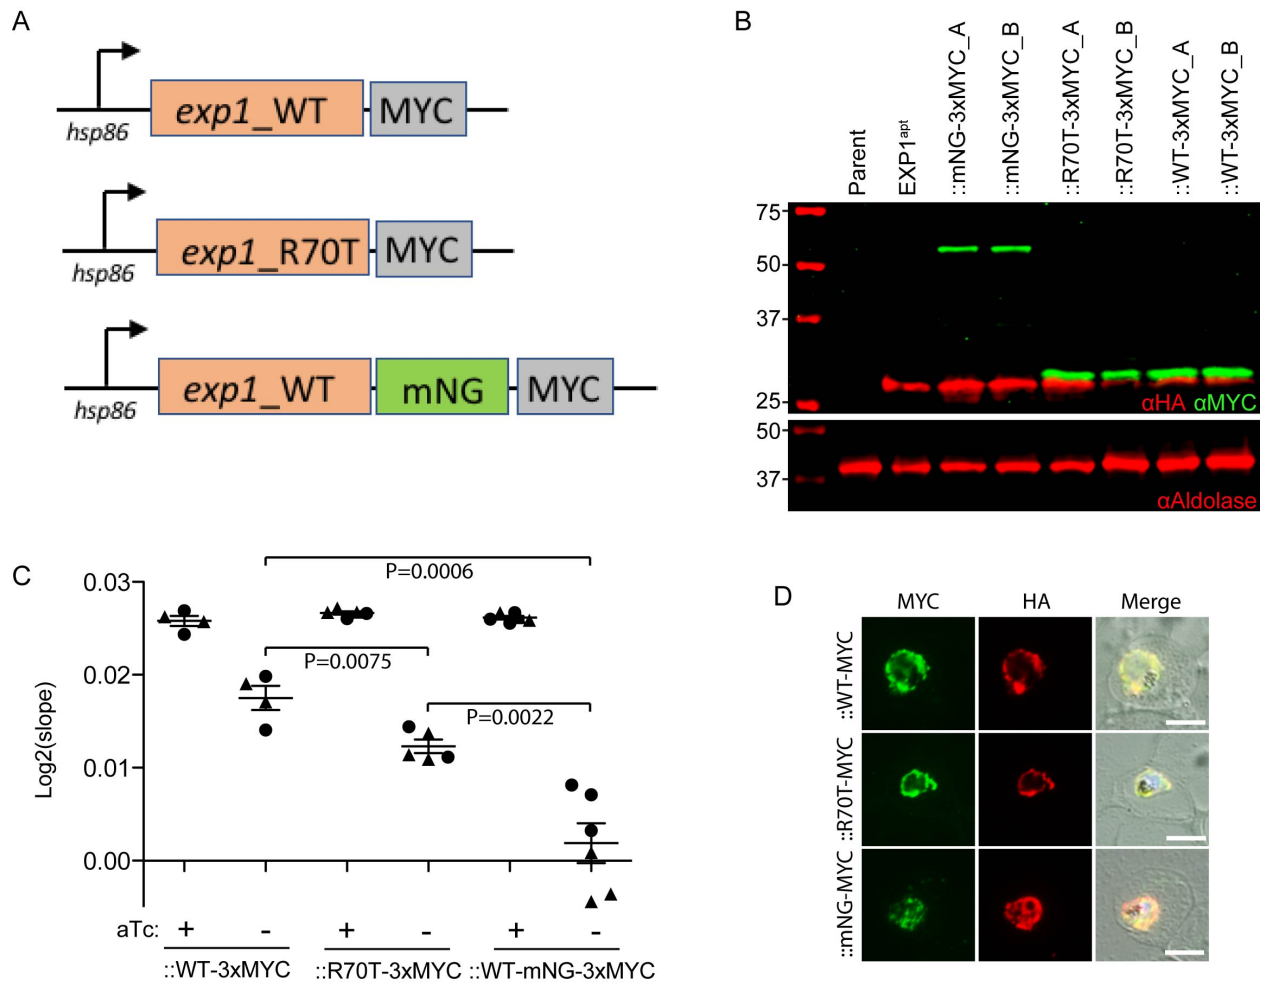 A
exp1_WT
MYC
hsp86
exp1_R70T
MYC
hsp86
exp1_WT
mNG
MYC
hsp86
B
Parent
EXP1apt
::mNG-3xMYC_A
::mNG-3xMYC_B
::R70T-3xMYC_A
::R70T-3xMYC_B
::WT-3xMYC_A
::WT-3xMYC_B
75
50
37
25
αHA αMYC
50
37
αAldolase
C
P=0.0006
P=0.0075
P=0.0022
Log2(slope)
0.03
0.02
0.01
0.00
aTc: + - + - + -
::WT-3xMYC ::R70T-3xMYC ::WT-mNG-3xMYC
D
MYC HA Merge
::WT-MYC
::R70T-MYC
::mNG-MYC